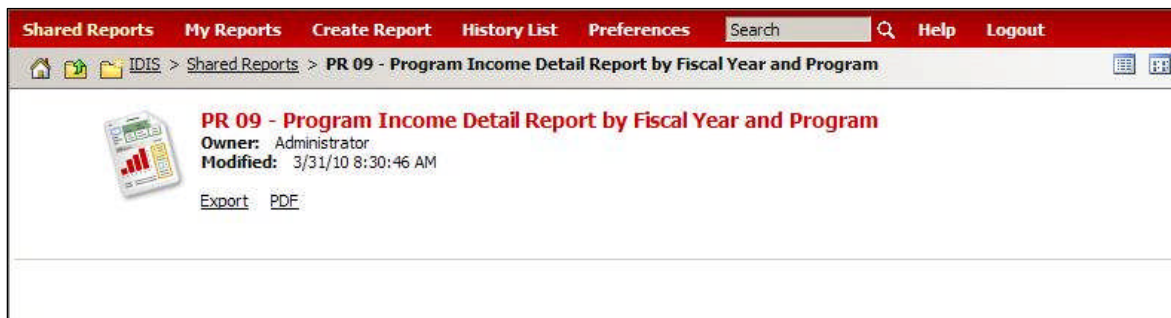 Shared Reports My Reports Create Report History List Preferences Search Help Logout
IDIS > Shared Reports > PR 09 - Program Income Detail Report by Fiscal Year and Program
PR 09 - Program Income Detail Report by Fiscal Year and Program
Owner: Administrator
Modified: 3/31/10 8:30:46 AM
Export PDF